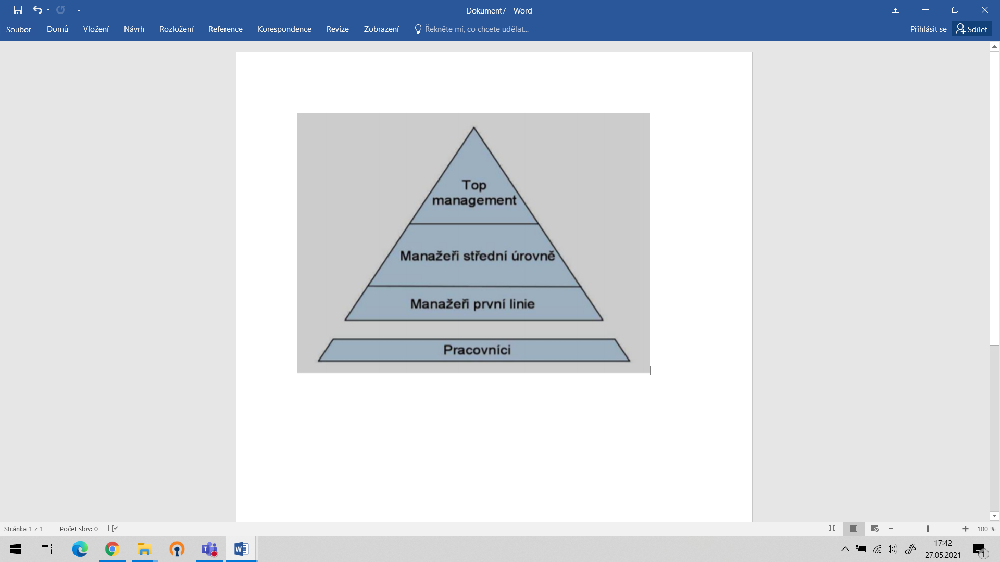 Dokument7 - Word
Soubor Domů Vložení Návrh Rozložení Reference Korespondence Revize Zobrazení Řekněte mi, co chcete udělat... Přihlásit se Sdílet
Top
management
Manažeři střední úrovně
Manažeři první linie
Pracovníci
Stránka 1 z 1 Počet slov: 0 100 %
17:42
27.05.2021
1